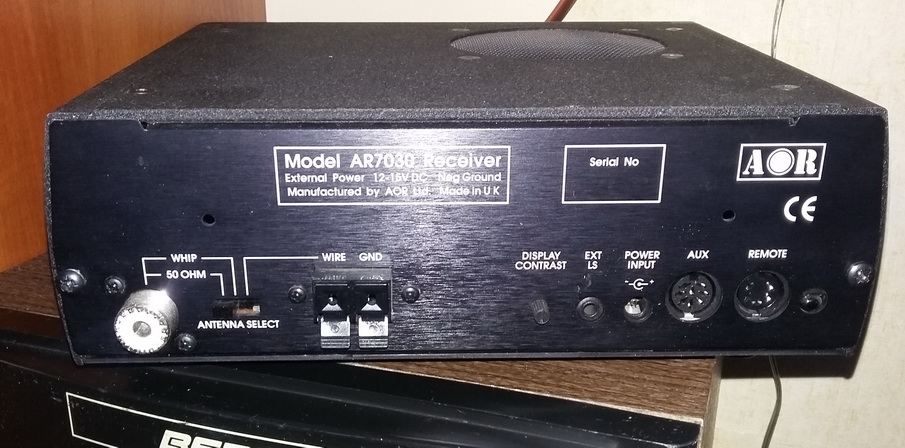 Model AR7030 Receiver
External Power 12-15V DC Neg Ground
Manufactured by AOR Ltd. Made in U K
Serial No
AOR
CE
WHIP
50 OHM
ANTENNA SELECT
WIRE GND
DISPLAY
CONTRAST
EXT
LS
POWER
INPUT
- +
AUX
REMOTE